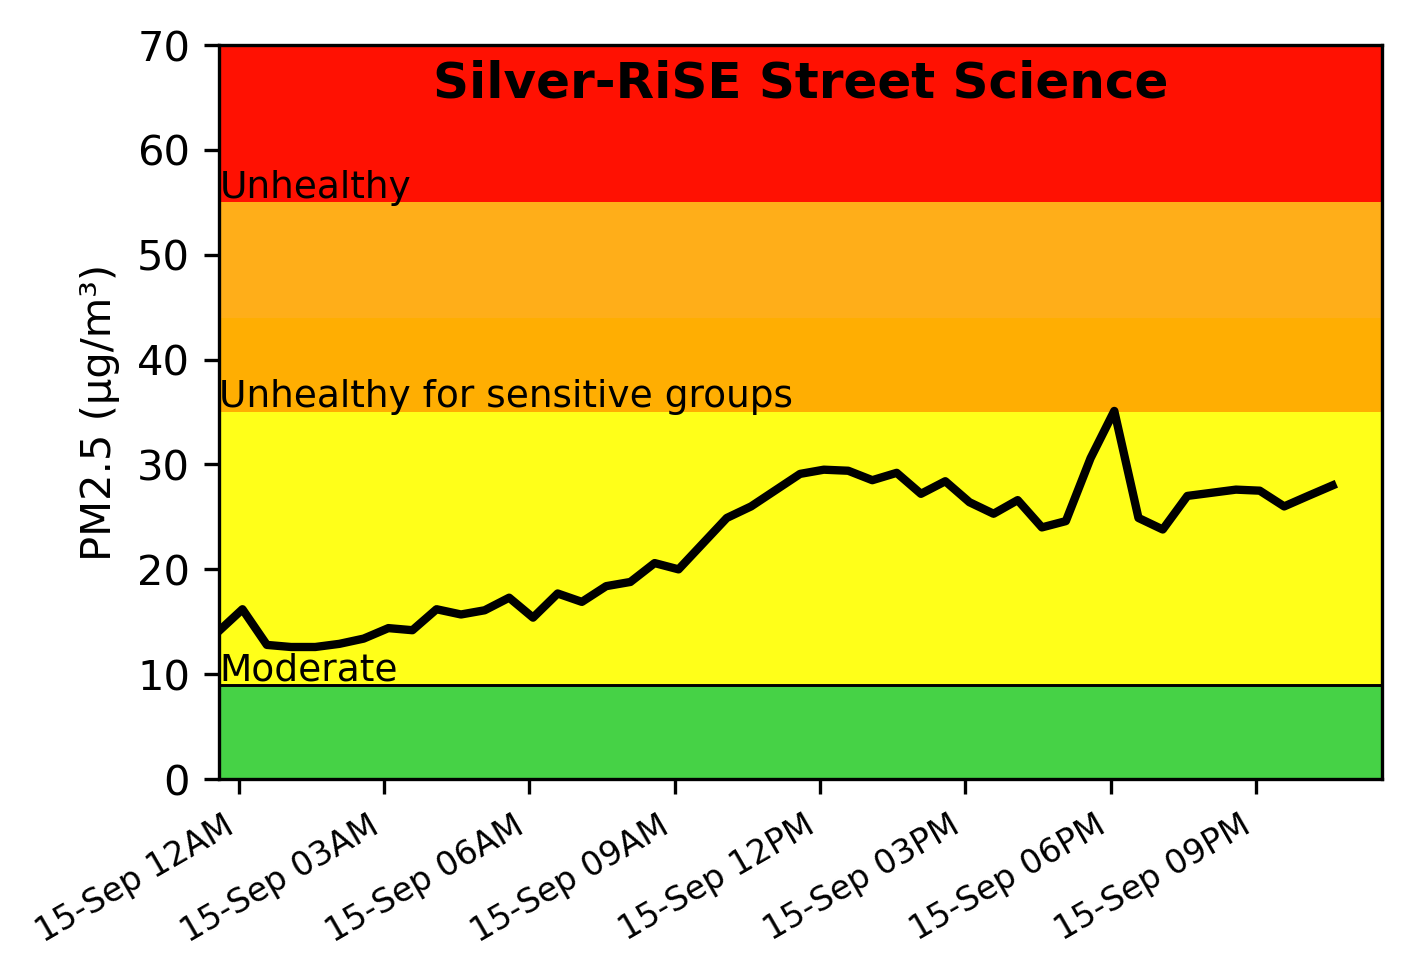 Silver-RiSE Street Science
PM2.5 (µg/m³)
70
60
50
40
30
20
10
0
Unhealthy
Unhealthy for sensitive groups
Moderate
15-Sep 12AM
15-Sep 03AM
15-Sep 06AM
15-Sep 09AM
15-Sep 12PM
15-Sep 03PM
15-Sep 06PM
15-Sep 09PM